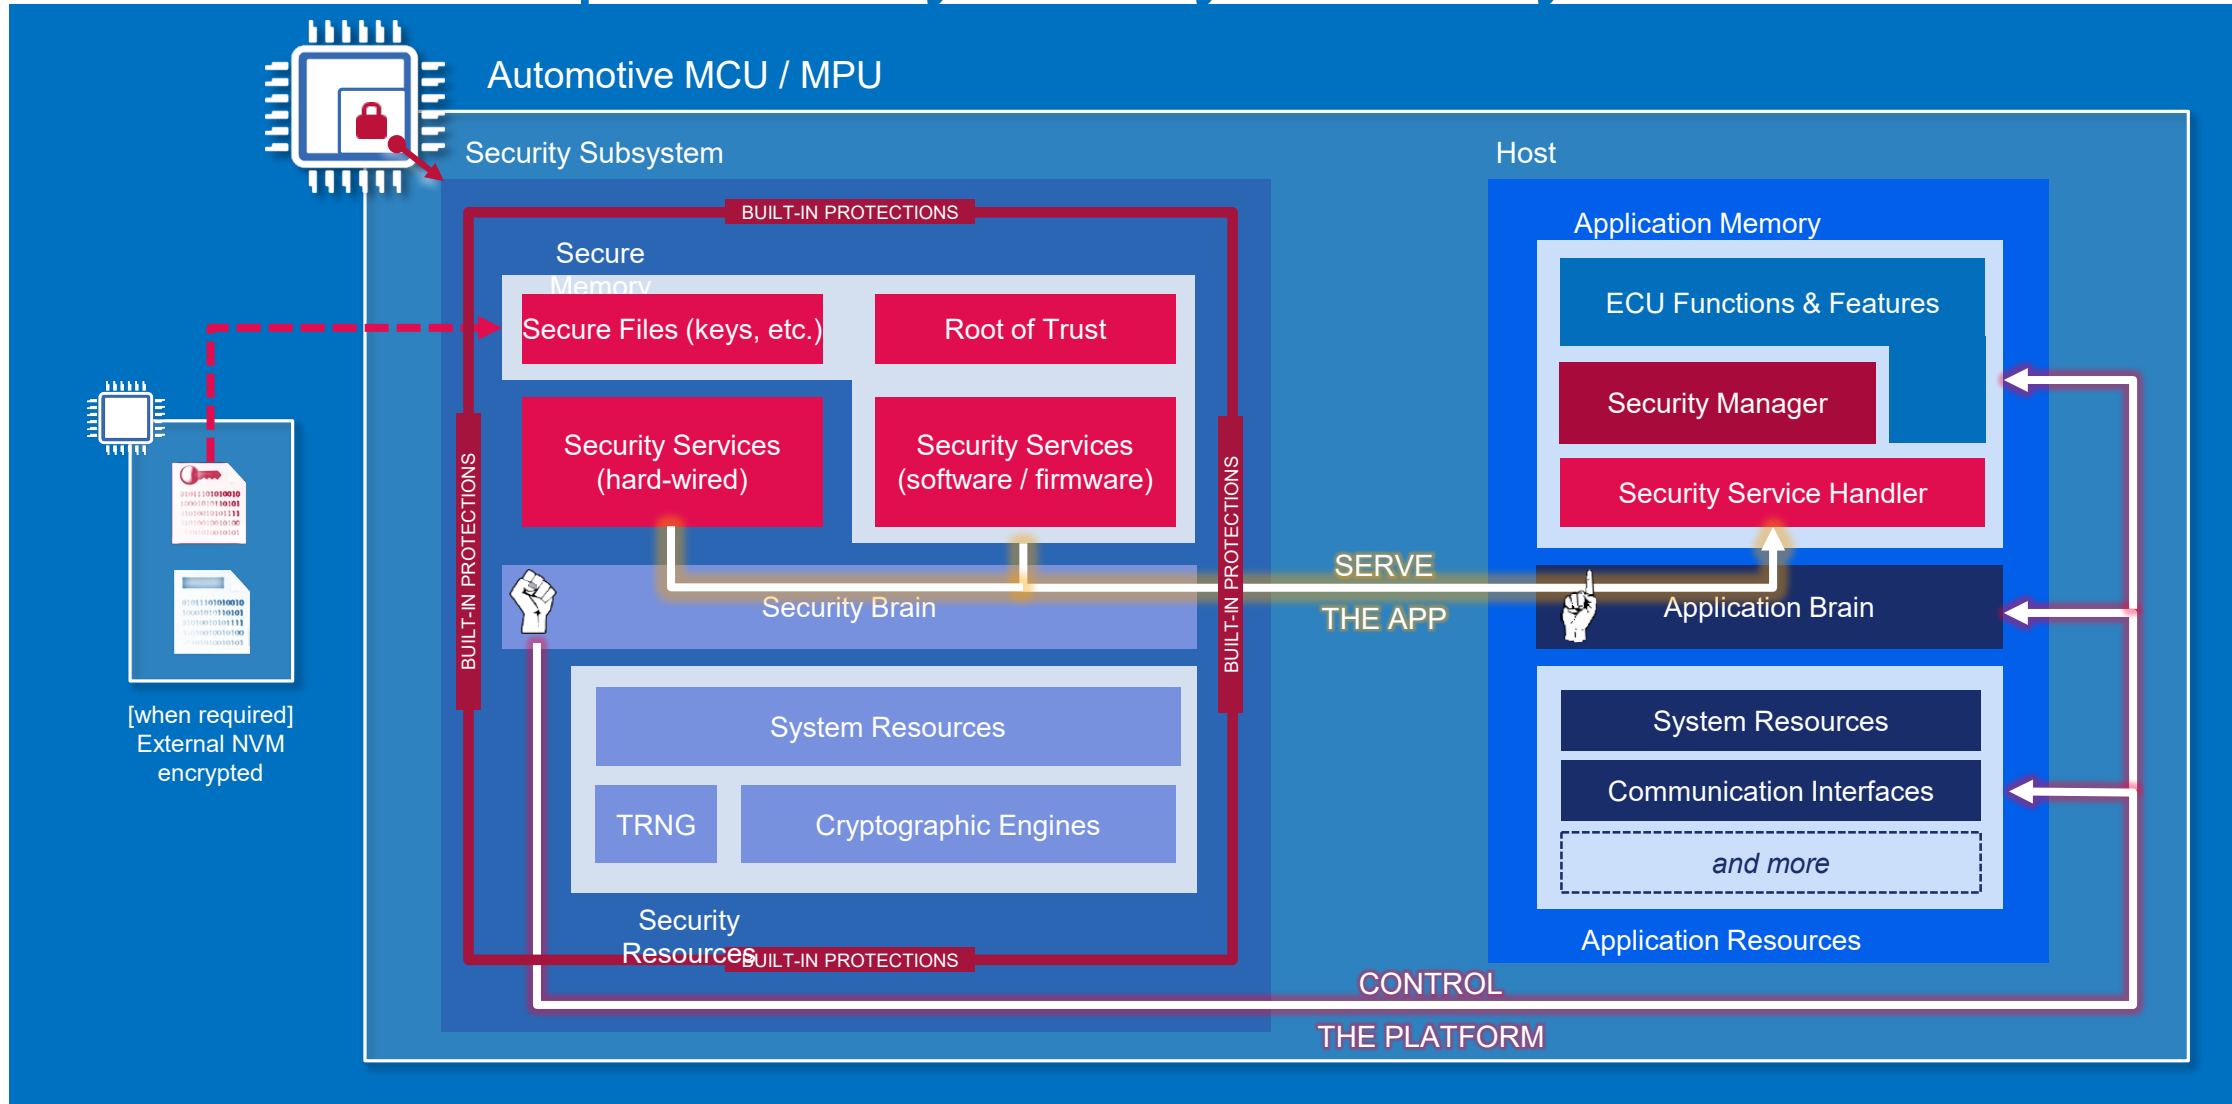 Automotive MCU / MPU
Security Subsystem
Host
BUILT-IN PROTECTIONS
Secure
Memory
Secure Files (keys, etc.)
Root of Trust
Security Services
(hard-wired)
Security Services
(software / firmware)
BUILT-IN PROTECTIONS
BUILT-IN PROTECTIONS
Security Brain
System Resources
TRNG
Cryptographic Engines
Security
Resources
BUILT-IN PROTECTIONS
SERVE
THE APP
CONTROL
THE PLATFORM
Application Memory
ECU Functions & Features
Security Manager
Security Service Handler
Application Brain
System Resources
Communication Interfaces
and more
Application Resources
[when required]
External NVM
encrypted